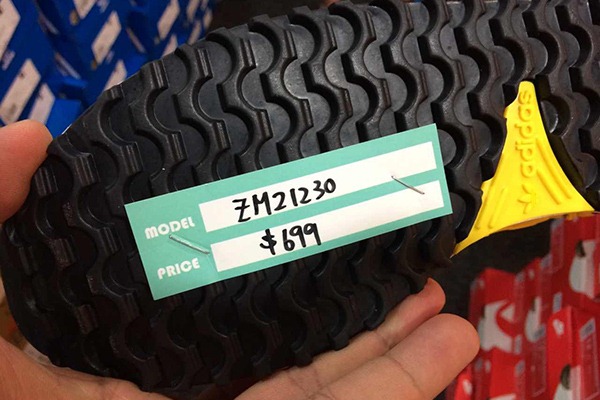 MODEL ZM21230
PRICE $699
adidas